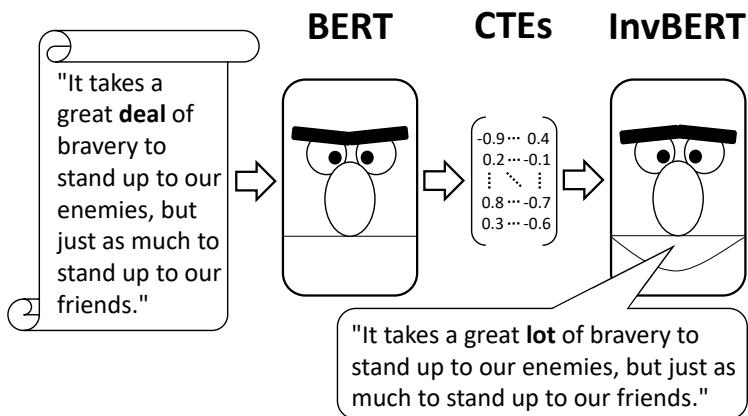 BERT CTEs InvBERT
"It takes a
great deal of
bravery to
stand up to our
enemies, but
just as much to
stand up to our
friends."
-0.9 ··· 0.4
0.2 ··· -0.1
⋮ ⋱ ⋮
0.8 ··· -0.7
0.3 ··· -0.6
"It takes a great lot of bravery to
stand up to our enemies, but just as
much to stand up to our friends."